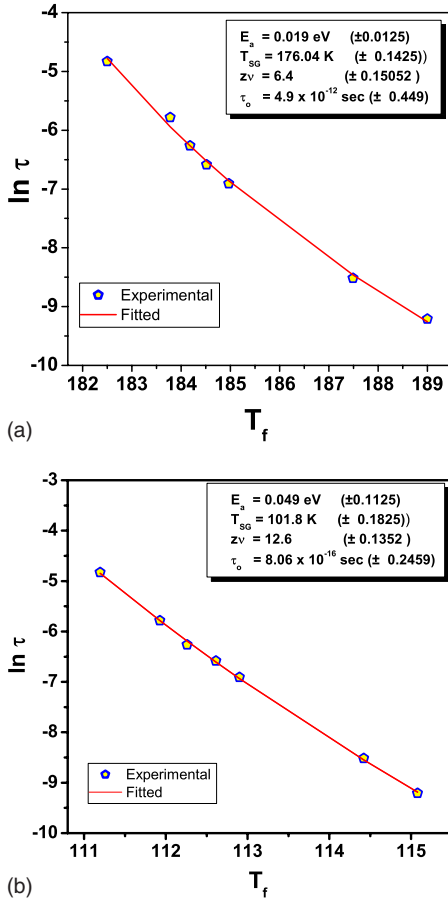 E_a = 0.019 eV (±0.0125)
T_SG = 176.04 K (± 0.1425))
zν = 6.4 (± 0.15052)
τ_o = 4.9 x 10^-12 sec (± 0.449)
-4
-5
-6
-7
-8
-9
-10
ln τ
Experimental
Fitted
182 183 184 185 186 187 188 189
T_f
(a)
E_a = 0.049 eV (±0.1125)
T_SG = 101.8 K (± 0.1825))
zν = 12.6 (± 0.1352)
τ_o = 8.06 x 10^-16 sec (± 0.2459)
-3
-4
-5
-6
-7
-8
-9
-10
ln τ
Experimental
Fitted
111 112 113 114 115
T_f
(b)